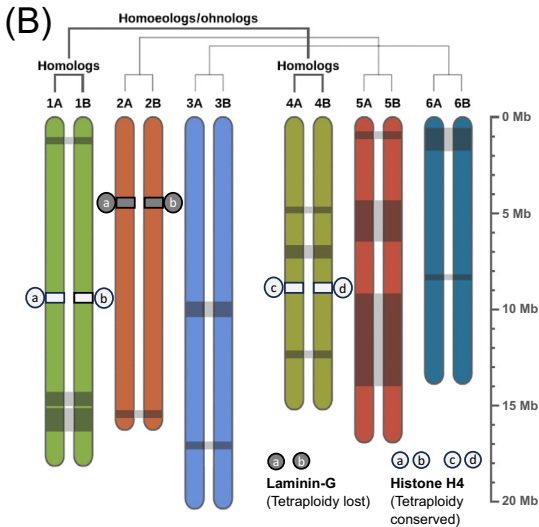 (B)
Homoeologs/ohnologs
Homologs
Homologs
1A 1B 2A 2B 3A 3B 4A 4B 5A 5B 6A 6B
0 Mb
a b
5 Mb
a b c d
10 Mb
15 Mb
a b a b c d
Laminin-G Histone H4
(Tetraploidy lost) (Tetraploidy
conserved)
20 Mb